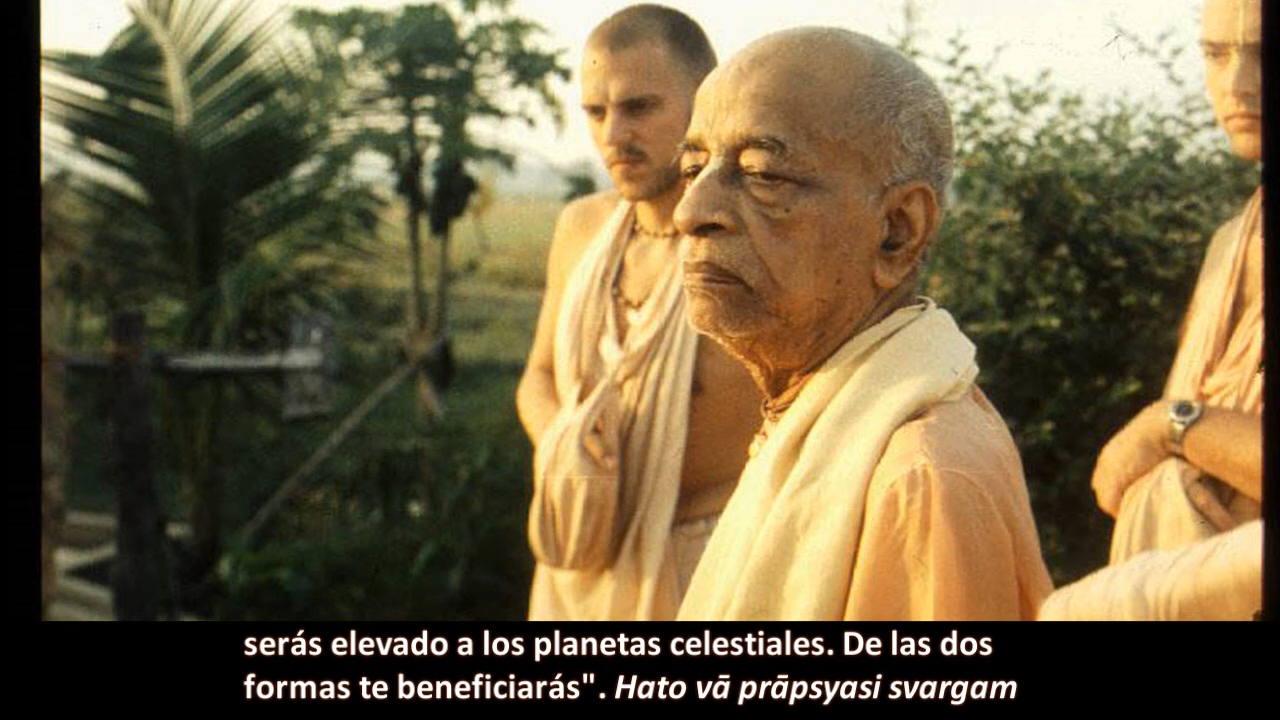 serás elevado a los planetas celestiales. De las dos
formas te beneficiarás". Hato vā prāpsyasi svargam